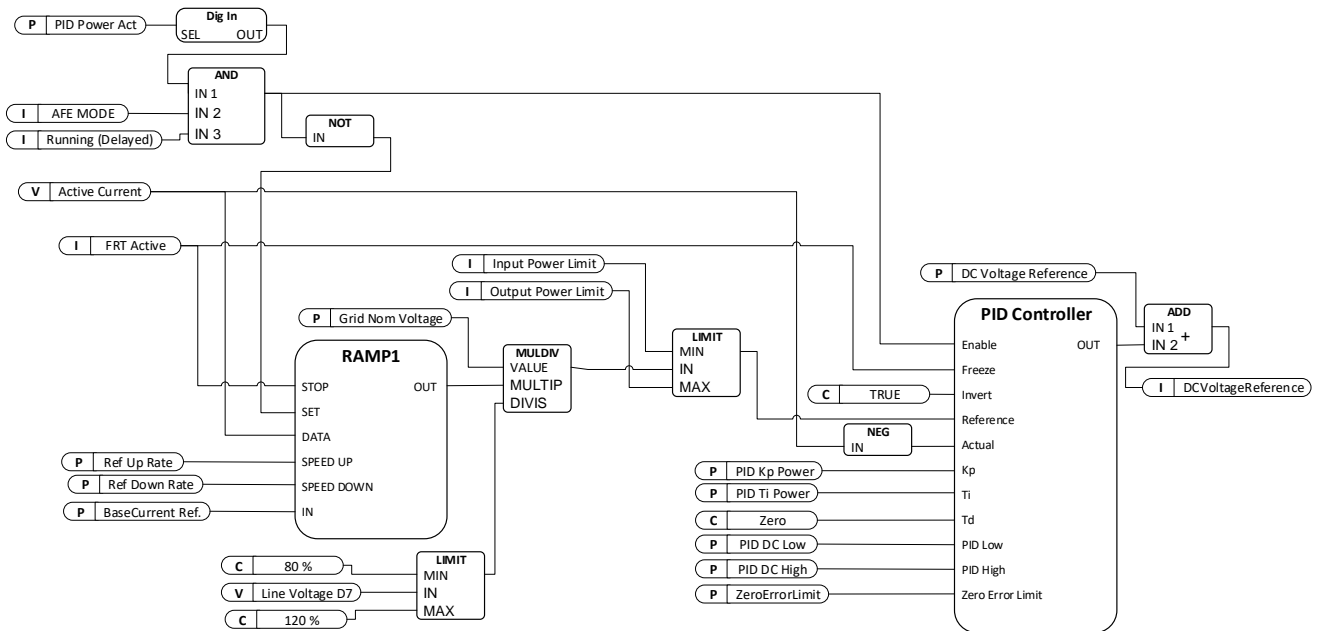 P PID Power Act
Dig In
SEL OUT
AND
IN 1
IN 2
IN 3
I AFE MODE
I Running (Delayed)
NOT
IN
V Active Current
I FRT Active
I Input Power Limit
I Output Power Limit
P Grid Nom Voltage
P DC Voltage Reference
RAMP1
STOP OUT
SET
DATA
SPEED UP
SPEED DOWN
IN
P Ref Up Rate
P Ref Down Rate
P BaseCurrent Ref.
MULDIV
VALUE
MULTIP
DIVIS
LIMIT
MIN
IN
MAX
C 80 %
V Line Voltage D7
C 120 %
LIMIT
MIN
IN
MAX
PID Controller
Enable OUT
Freeze
Invert
Reference
Actual
Kp
Ti
Td
PID Low
PID High
Zero Error Limit
C TRUE
NEG
IN
P PID Kp Power
P PID Ti Power
C Zero
P PID DC Low
P PID DC High
P ZeroErrorLimit
ADD
IN 1
IN 2 +
I DCVoltageReference